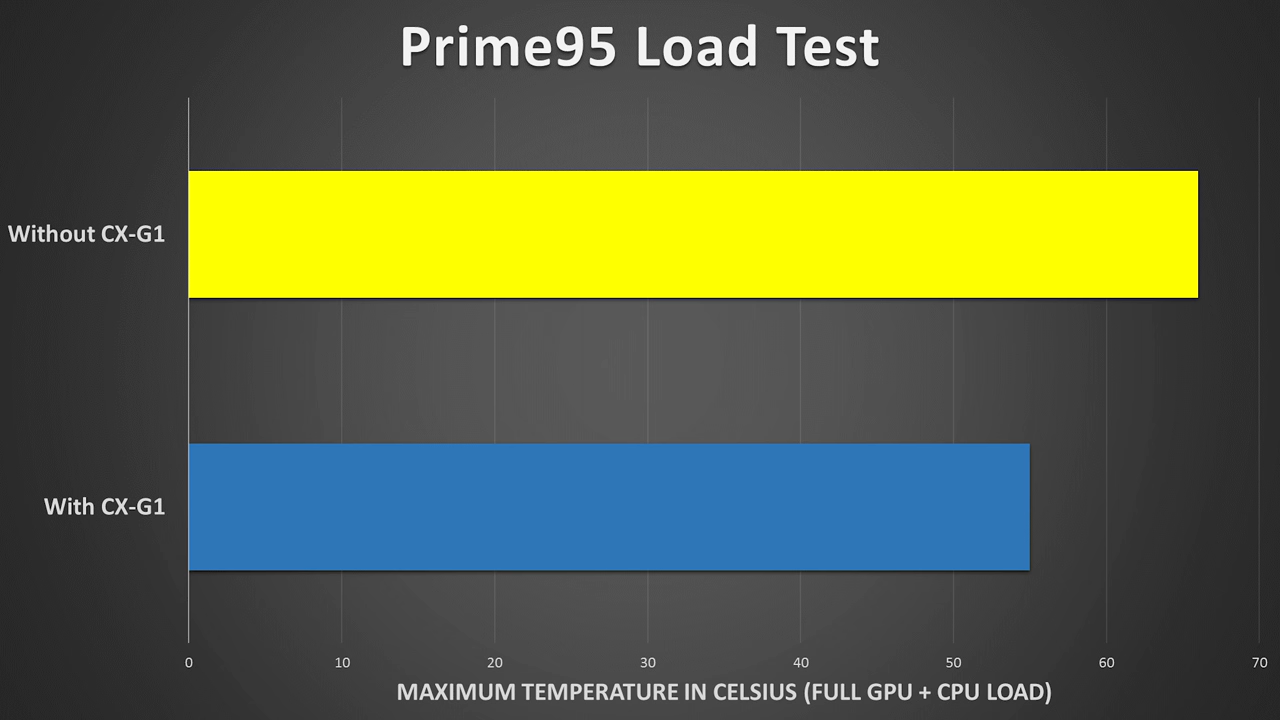 Prime95 Load Test
Without CX-G1
With CX-G1
0 10 20 30 40 50 60 70
MAXIMUM TEMPERATURE IN CELSIUS (FULL GPU + CPU LOAD)